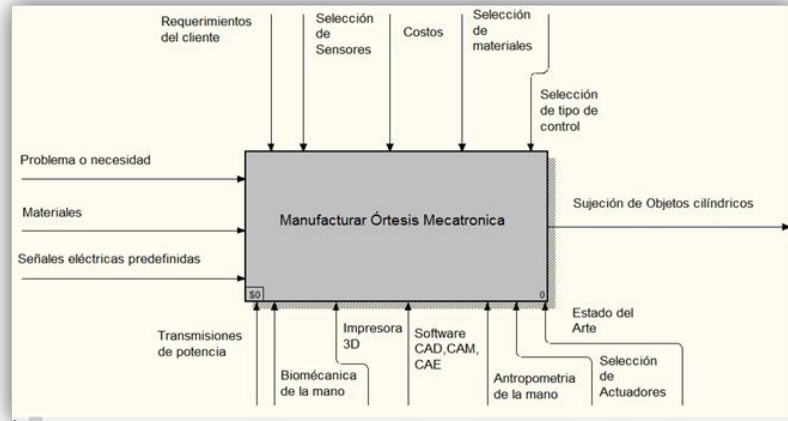 Requerimientos
del cliente
Selección
de
Sensores
Costos
Selección
de
materiales
Selección
de tipo de
control
Problema o necesidad
Materiales
Señales eléctricas predefinidas
Manufacturar Órtesis Mecatronica
$0
0
Sujeción de Objetos cilíndricos
Transmisiones
de potencia
Biomécanica
de la mano
Impresora
3D
Software
CAD,CAM,
CAE
Antropometria
de la mano
Selección
de
Actuadores
Estado del
Arte